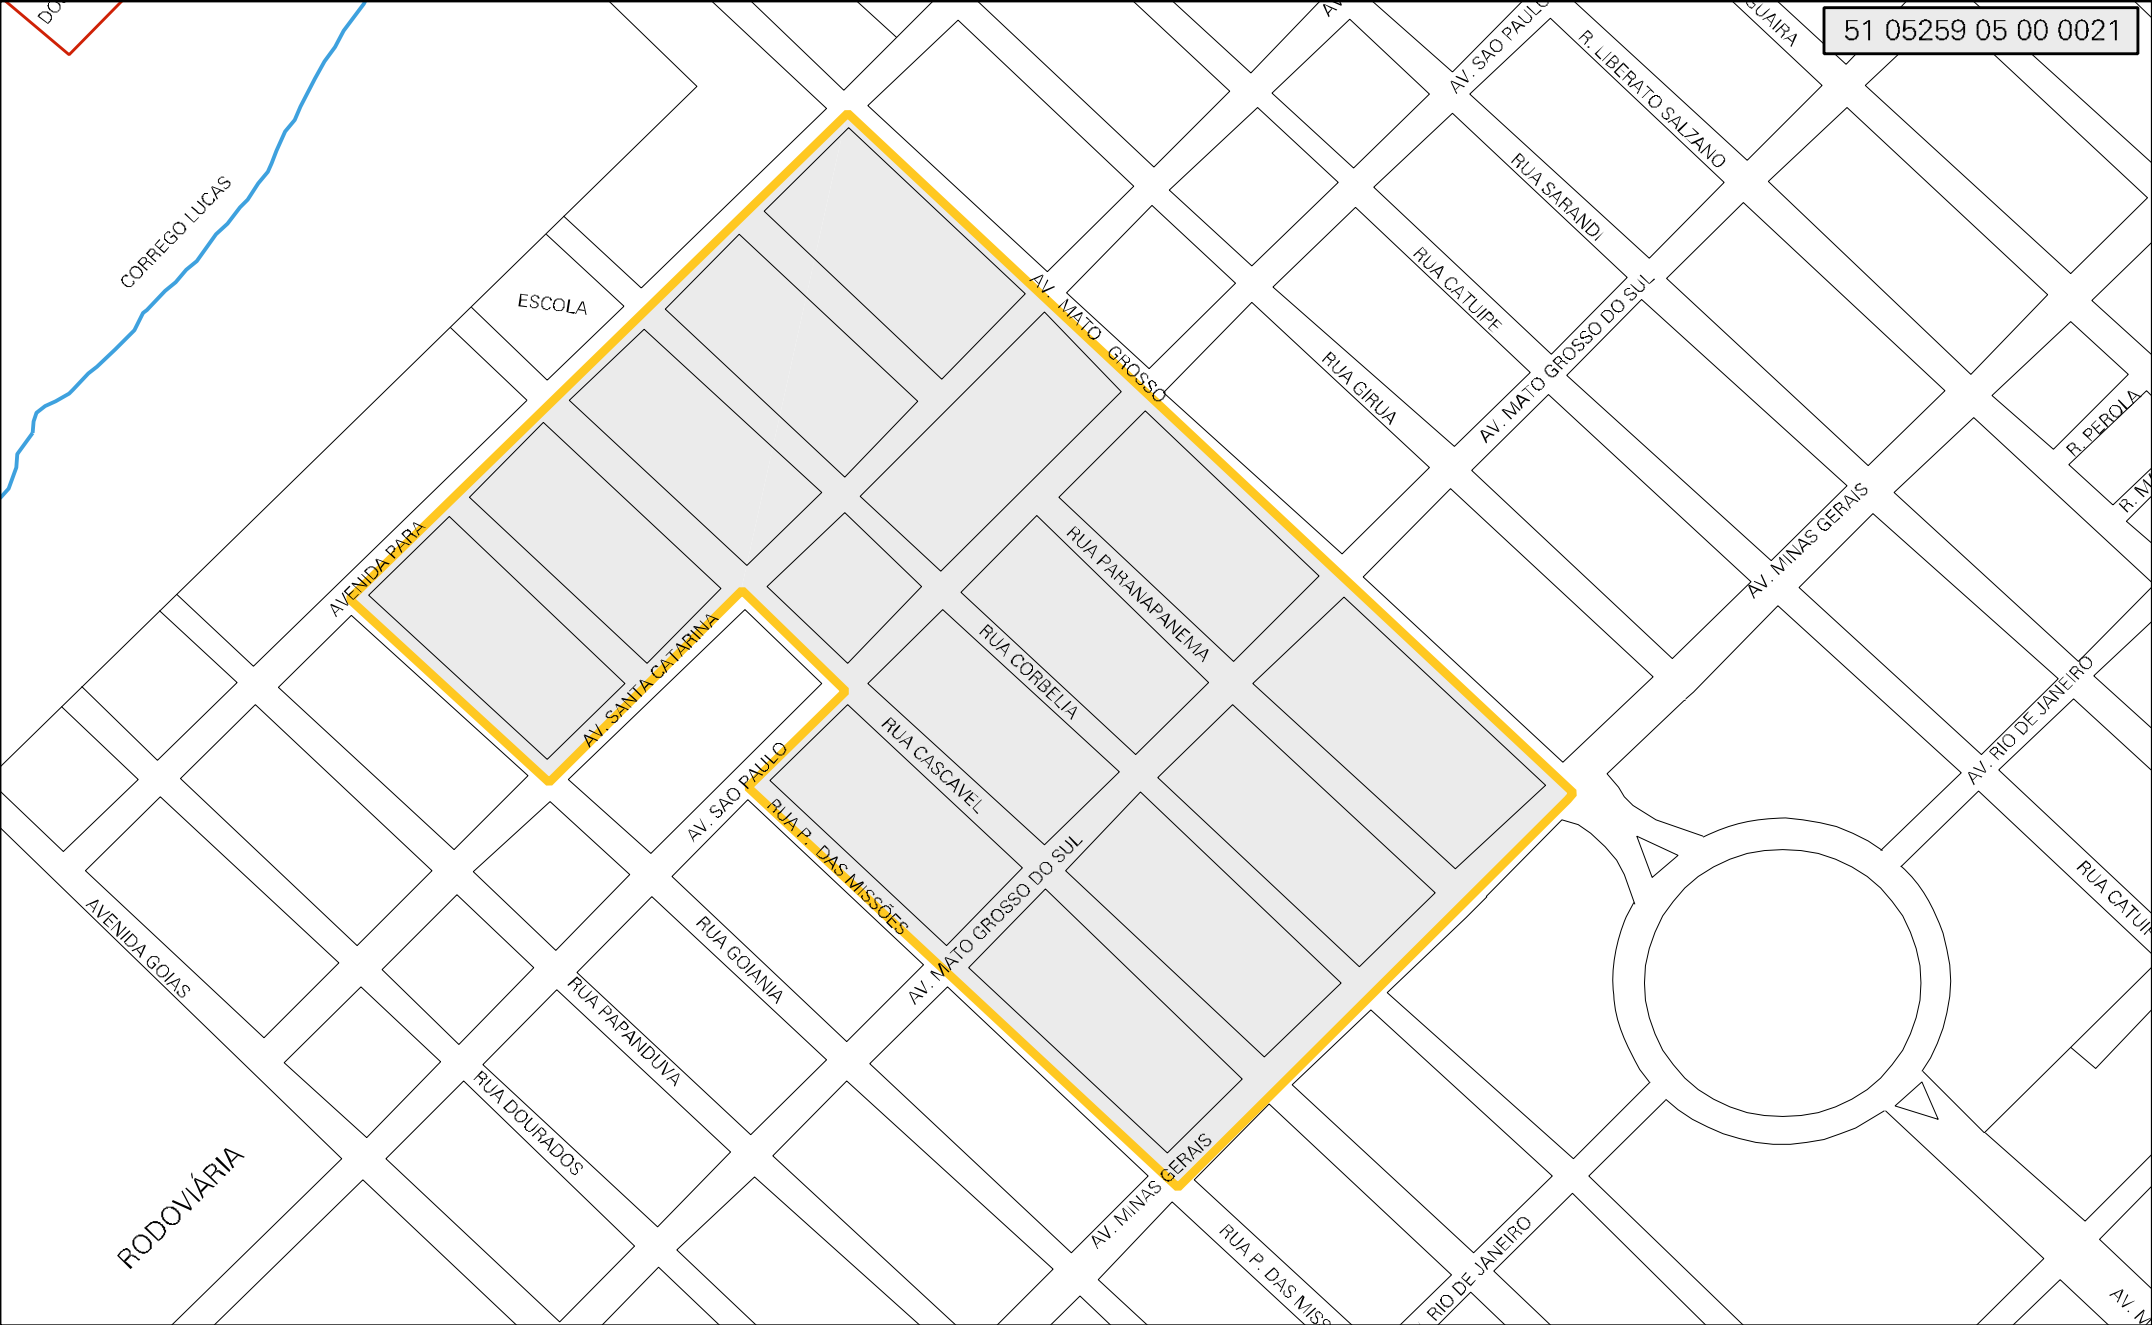 51 05259 05 00 0021
AV. SAO PAULO
R. LIBERATO SALZANO
RUA SARANDI
CORREGO LUCAS
RUA CATUIPE
ESCOLA
AV. MATO GROSSO
AV. MATO GROSSO DO SUL
RUA GIRUA
R. PEROLA
AV. MINAS GERAIS
AVENIDA PARA
RUA PARANAPANEMA
RUA CORBELIA
AV. SANTA CATARINA
AV. RIO DE JANEIRO
RUA CASCAVEL
AV. SAO PAULO
RUA P. DAS MISSÕES
AV. MATO GROSSO DO SUL
AVENIDA GOIAS
RUA GOIANIA
RUA PAPANDUVA
RUA DOURADOS
RODOVIÁRIA
AV. MINAS GERAIS
RUA P. DAS MISS
RIO DE JANEIRO